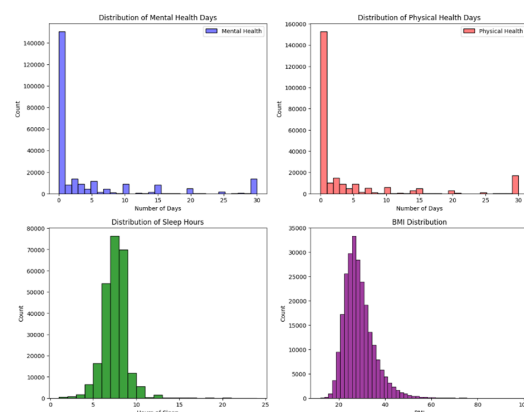 Distribution of Mental Health Days
Mental Health
140000
120000
100000
80000
60000
40000
20000
0
Count
0 5 10 15 20 25 30
Number of Days
Distribution of Physical Health Days
Physical Health
160000
140000
120000
100000
80000
60000
40000
20000
0
Count
0 5 10 15 20 25 30
Number of Days
Distribution of Sleep Hours
80000
70000
60000
50000
40000
30000
20000
10000
0
Count
0 5 10 15 20 25
BMI Distribution
35000
30000
25000
20000
15000
10000
5000
0
Count
20 40 60 80